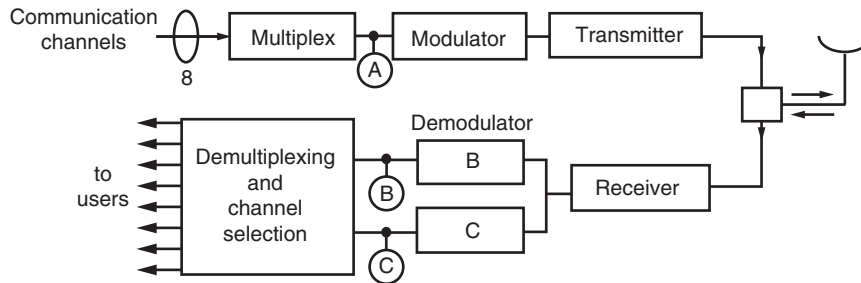 Communication
channels
8
Multiplex
A
Modulator
Transmitter
Demodulator
to
users
Demultiplexing
and
channel
selection
B
B
C
C
Receiver